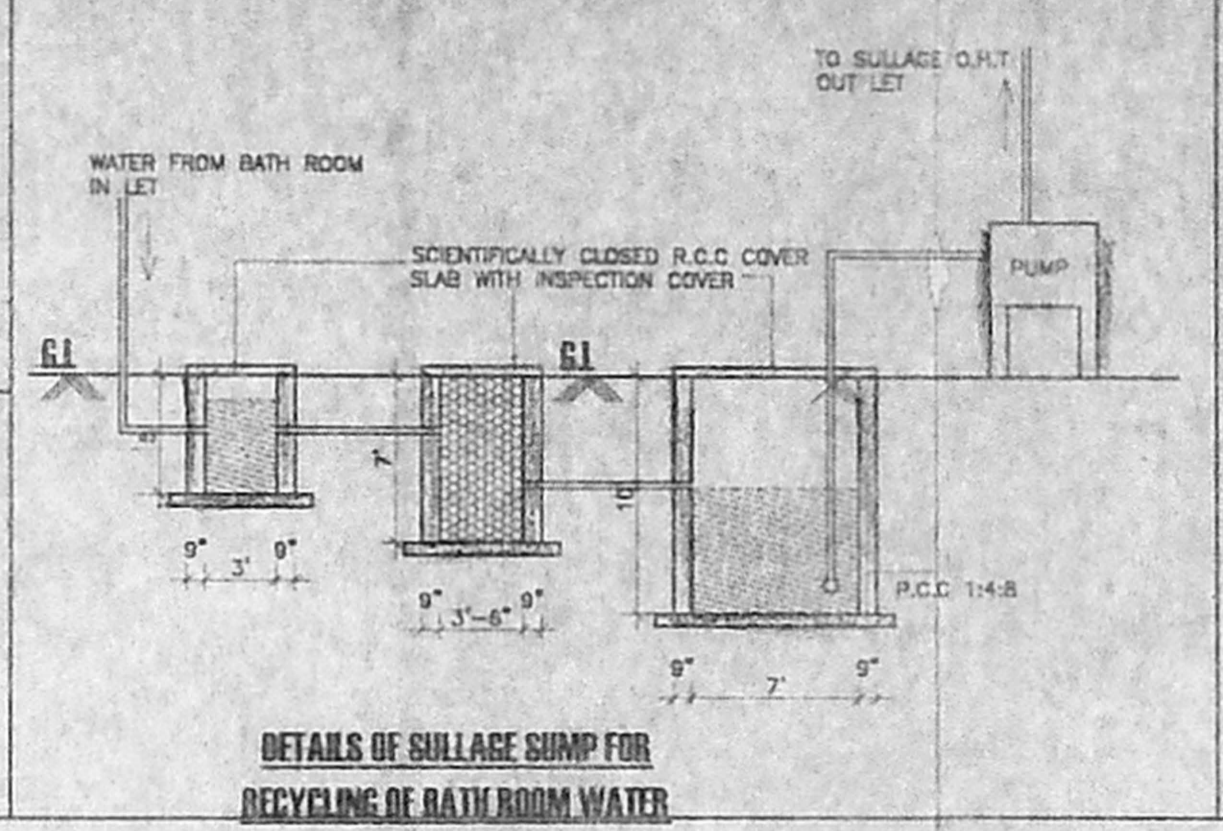 TO SULLAGE O.H.T
OUT LET
WATER FROM BATH ROOM
IN LET
SCIENTIFICALLY CLOSED R.C.C COVER
SLAB WITH INSPECTION COVER
PUMP
G.L
G.L
7'
10'
9" 3' 9"
9" 3'-6" 9"
P.C.C 1:4:8
9" 7' 9"
DETAILS OF SULLAGE SUMP FOR
RECYCLING OF BATH ROOM WATER